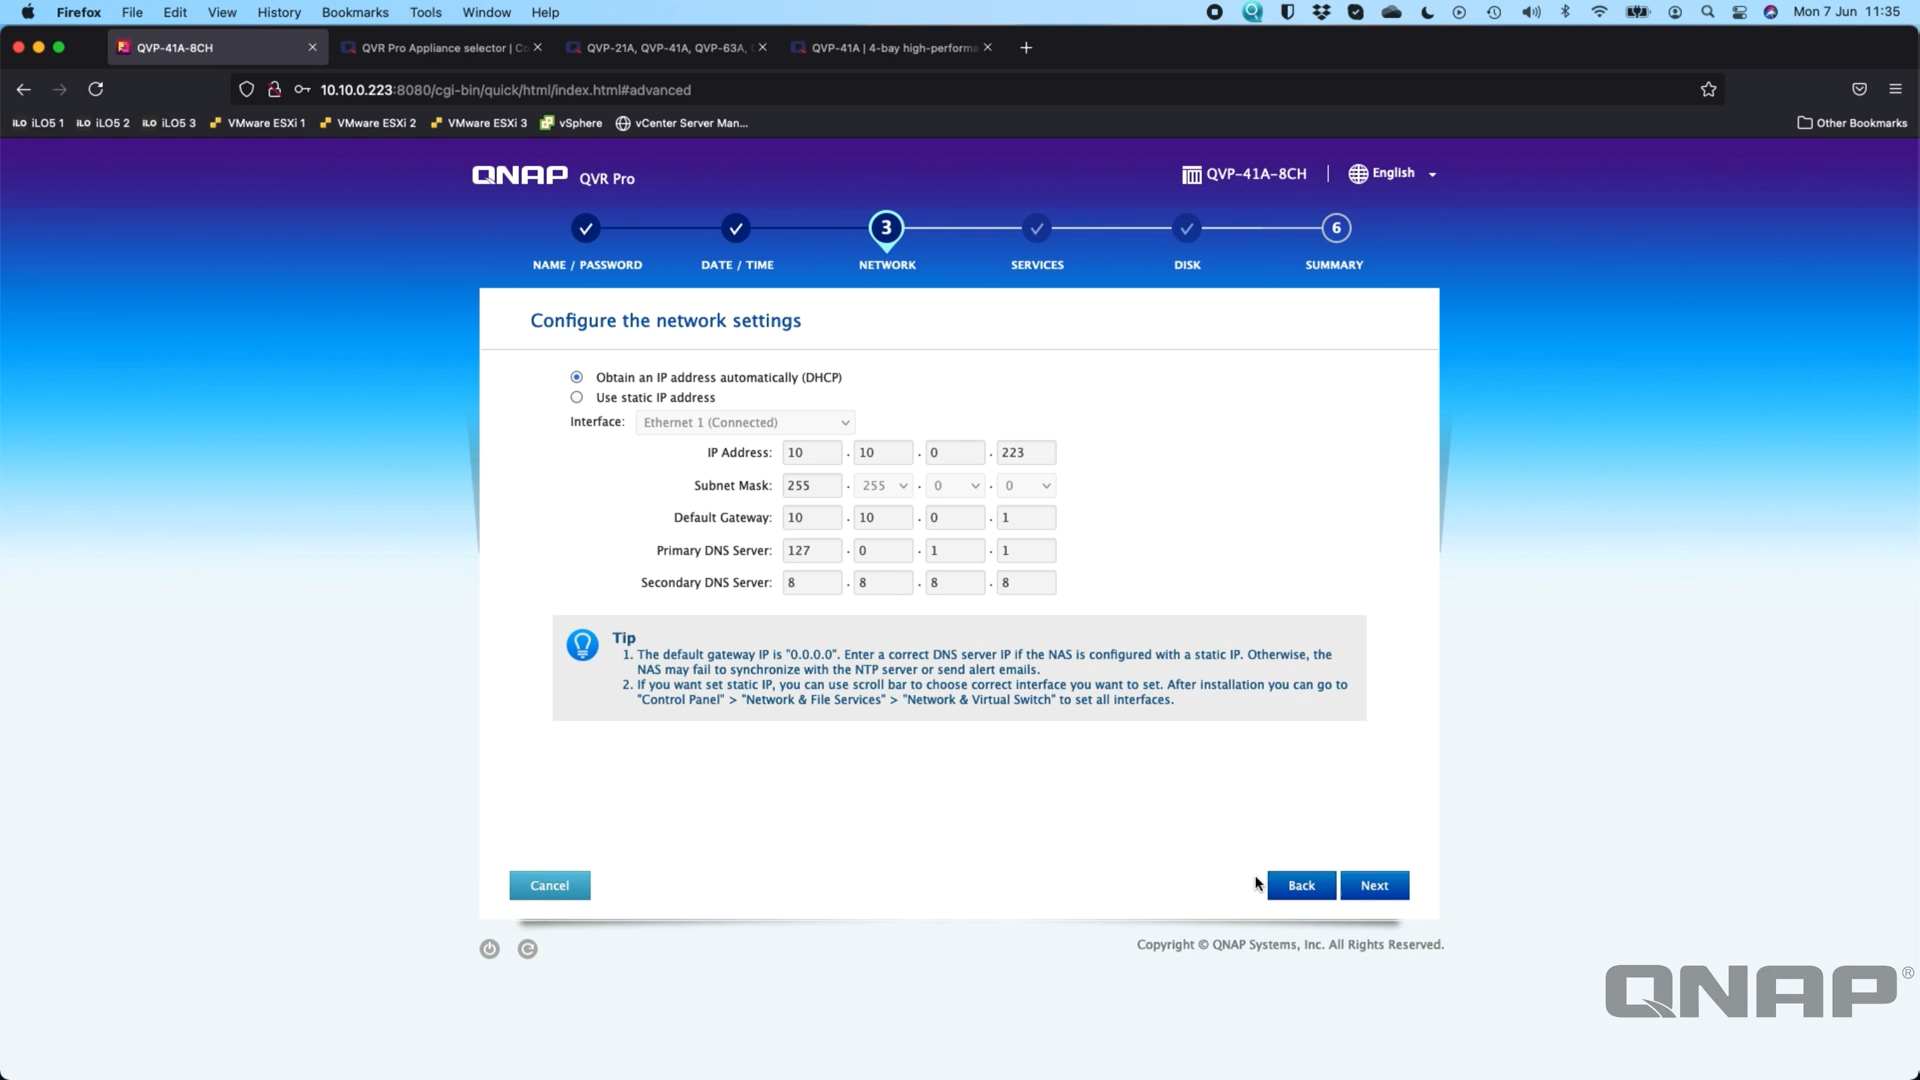 Firefox File Edit View History Bookmarks Tools Window Help Mon 7 Jun 11:35
QVP-41A-8CH QVR Pro Appliance selector | Co QVP-21A, QVP-41A, QVP-63A, QVP-41A | 4-bay high-performa
10.10.0.223:8080/cgi-bin/quick/html/index.html#advanced
iLO iLO5 1 iLO iLO5 2 iLO iLO5 3 VMware ESXi 1 VMware ESXi 2 VMware ESXi 3 vSphere vCenter Server Man... Other Bookmarks
QNAP QVR Pro QVP-41A-8CH | English
3 6
NAME / PASSWORD DATE / TIME NETWORK SERVICES DISK SUMMARY
Configure the network settings
Obtain an IP address automatically (DHCP)
Use static IP address
Interface: Ethernet 1 (Connected)
IP Address: 10 . 10 . 0 . 223
Subnet Mask: 255 . 255 . 0 . 0
Default Gateway: 10 . 10 . 0 . 1
Primary DNS Server: 127 . 0 . 1 . 1
Secondary DNS Server: 8 . 8 . 8 . 8
Tip
1. The default gateway IP is "0.0.0.0". Enter a correct DNS server IP if the NAS is configured with a static IP. Otherwise, the
NAS may fail to synchronize with the NTP server or send alert emails.
2. If you want set static IP, you can use scroll bar to choose correct interface you want to set. After installation you can go to
"Control Panel" > "Network & File Services" > "Network & Virtual Switch" to set all interfaces.
Cancel Back Next
Copyright © QNAP Systems, Inc. All Rights Reserved.
QNAP®